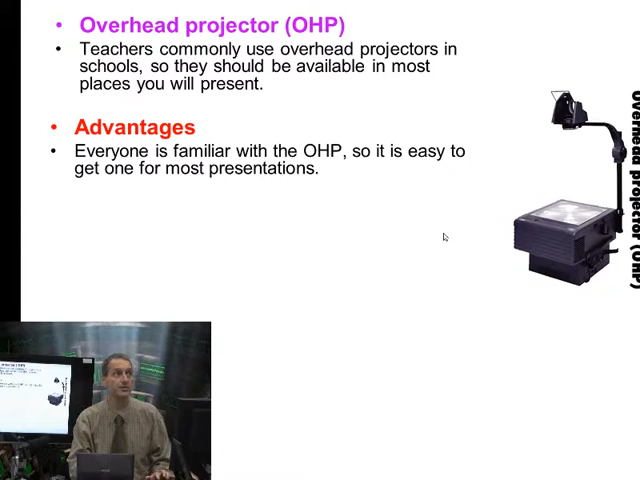 • Overhead projector (OHP)
• Teachers commonly use overhead projectors in
schools, so they should be available in most
places you will present.
• Advantages
• Everyone is familiar with the OHP, so it is easy to
get one for most presentations.
Overhead projector (OHP)